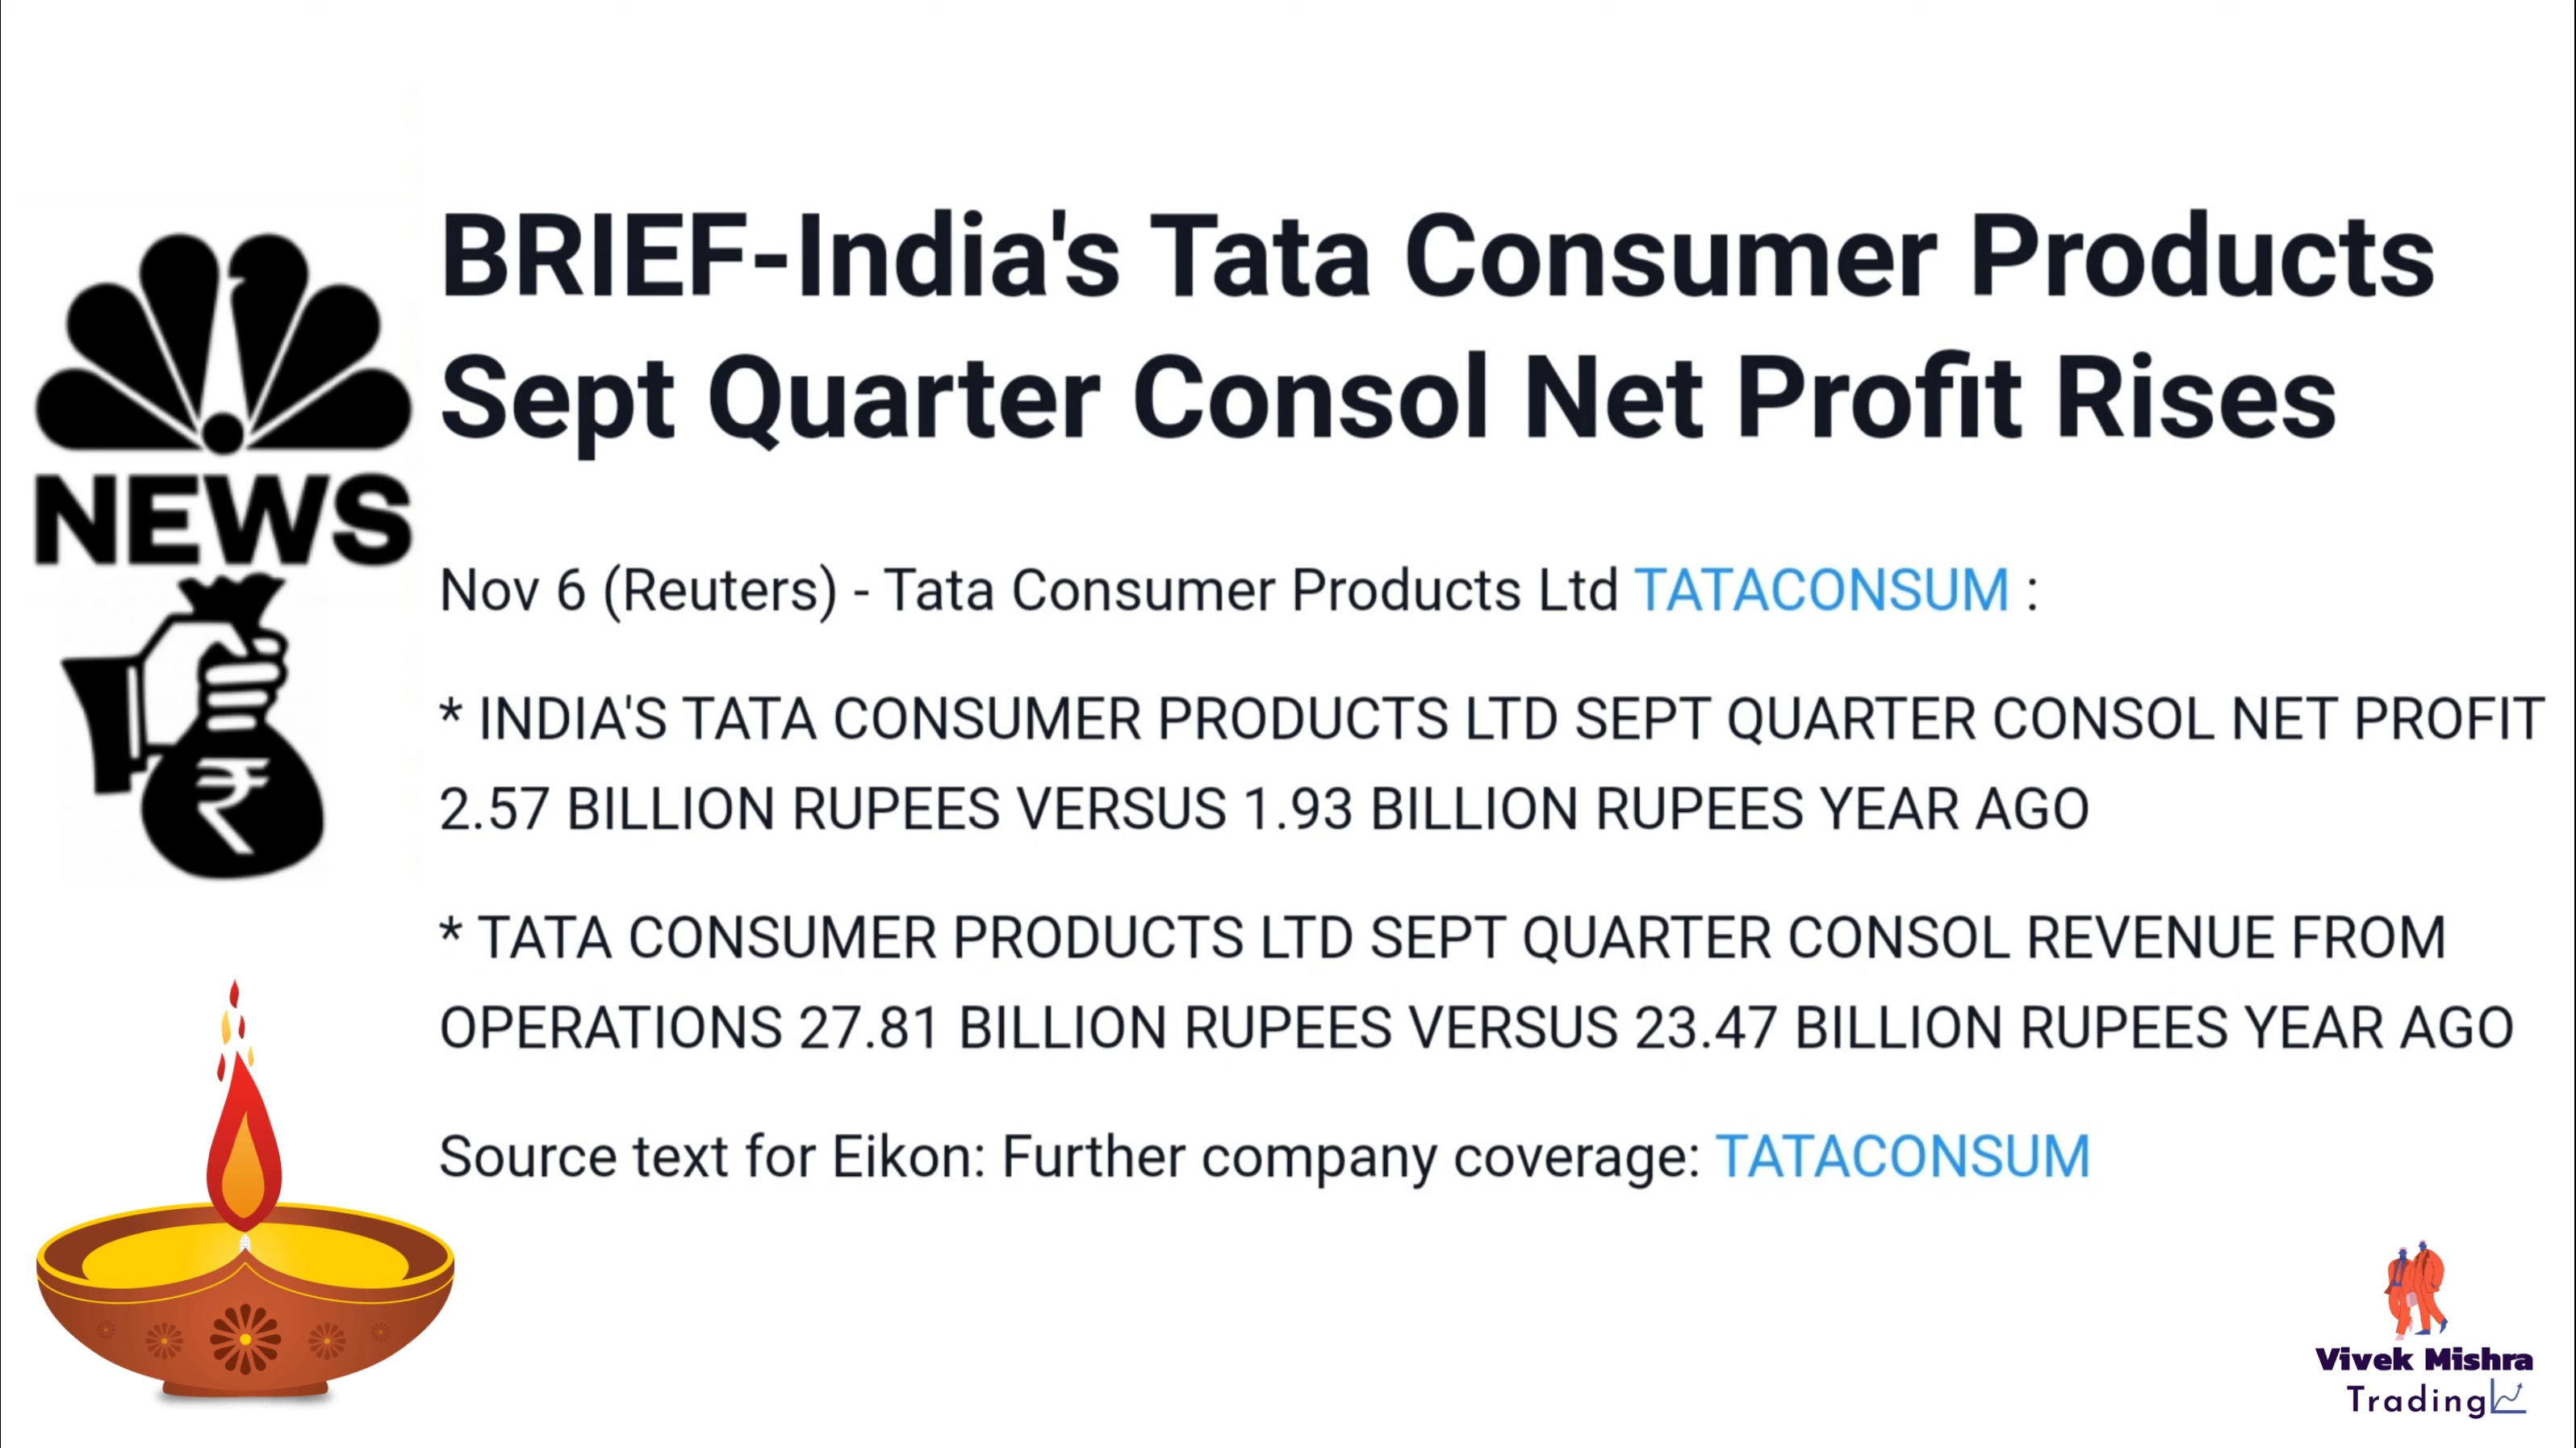 BRIEF-India's Tata Consumer Products
Sept Quarter Consol Net Profit Rises
NEWS
₹
Nov 6 (Reuters) - Tata Consumer Products Ltd TATACONSUM :
* INDIA'S TATA CONSUMER PRODUCTS LTD SEPT QUARTER CONSOL NET PROFIT
2.57 BILLION RUPEES VERSUS 1.93 BILLION RUPEES YEAR AGO
* TATA CONSUMER PRODUCTS LTD SEPT QUARTER CONSOL REVENUE FROM
OPERATIONS 27.81 BILLION RUPEES VERSUS 23.47 BILLION RUPEES YEAR AGO
Source text for Eikon: Further company coverage: TATACONSUM
Vivek Mishra
Trading